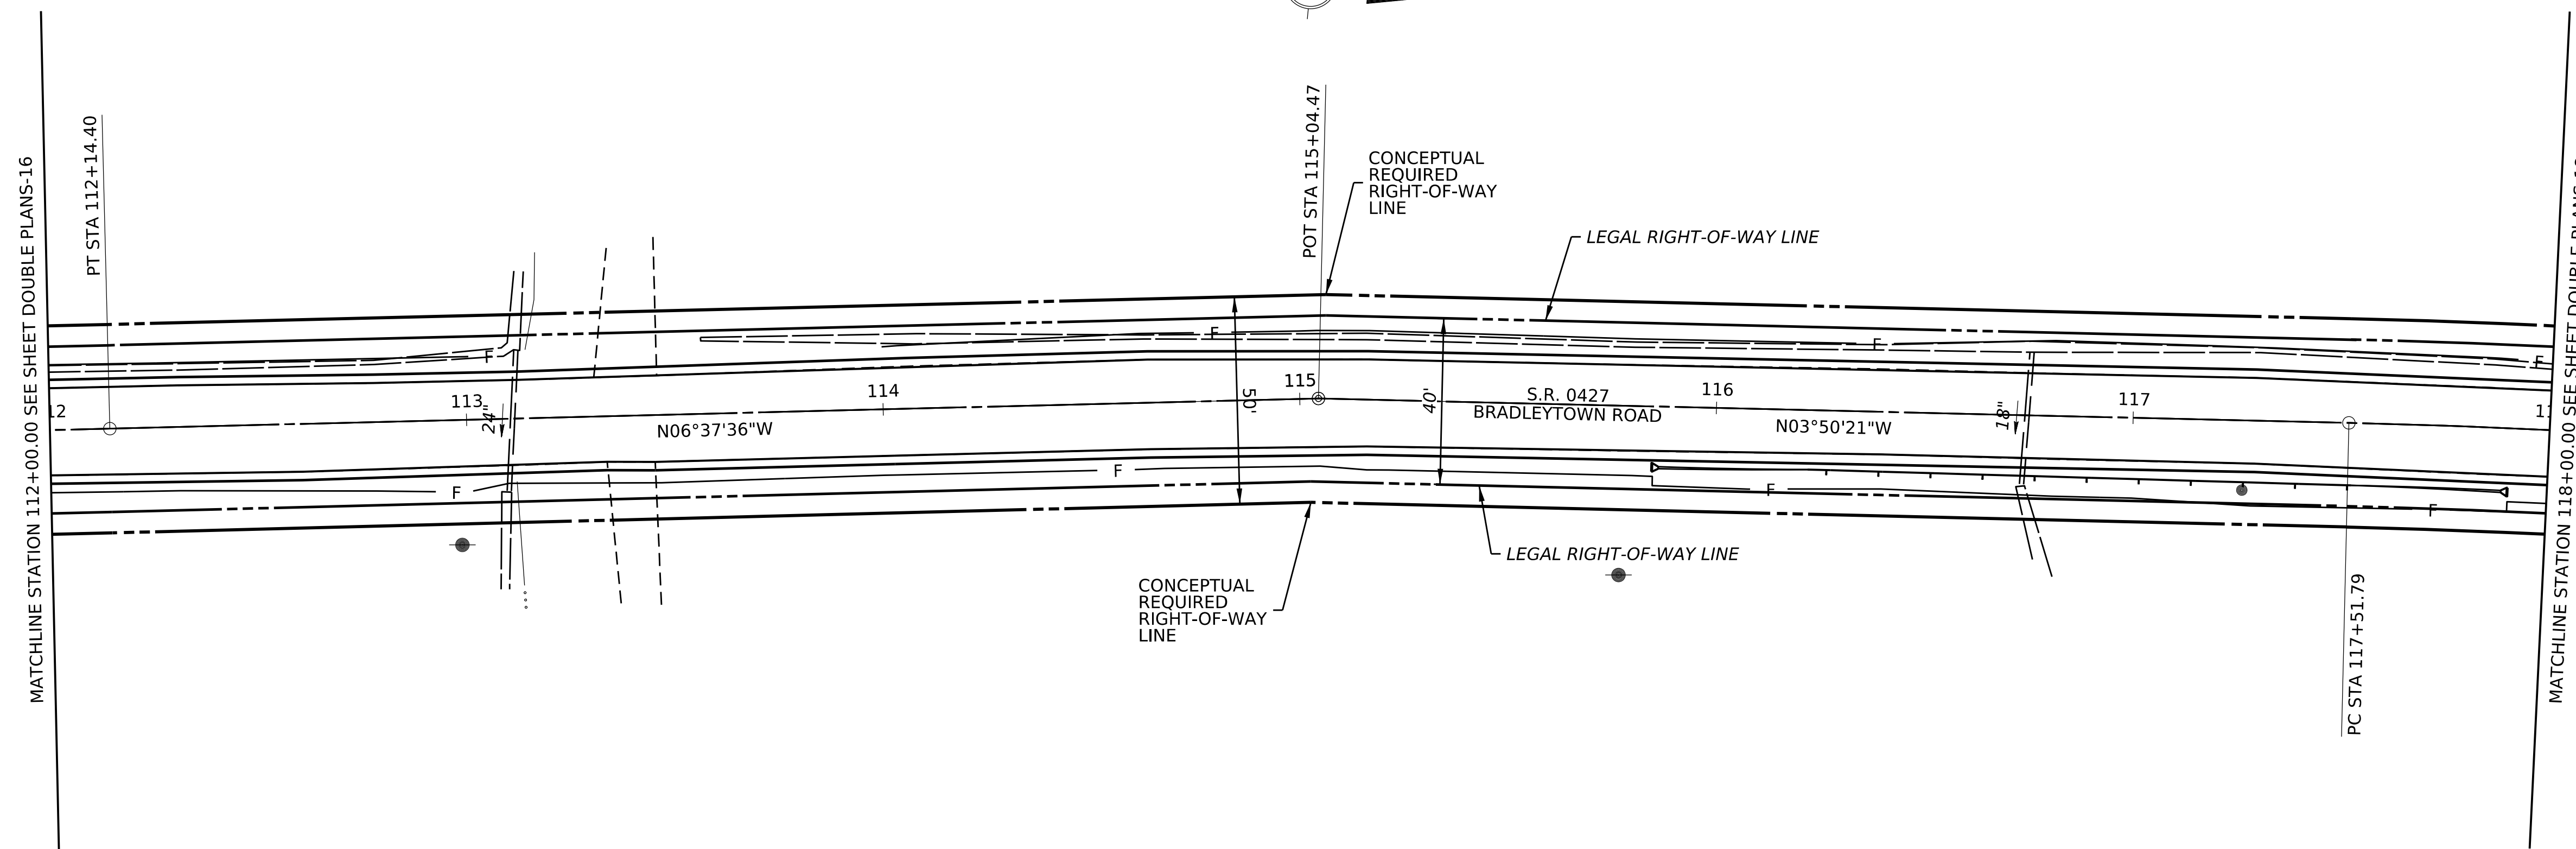 MATCHLINE STATION 112+00.00 SEE SHEET DOUBLE PLANS-16
PT STA 112+14.40
POT STA 115+04.47
CONCEPTUAL
REQUIRED
RIGHT-OF-WAY
LINE
LEGAL RIGHT-OF-WAY LINE
F
F
F
F
12
113
24"
114
115
50'
40'
S.R. 0427
BRADLEYTOWN ROAD
116
117
18"
N06°37'36"W
N03°50'21"W
F
F
F
F
LEGAL RIGHT-OF-WAY LINE
CONCEPTUAL
REQUIRED
RIGHT-OF-WAY
LINE
PC STA 117+51.79
MATCHLINE STATION 118+00.00 SEE SHEET DOUBLE